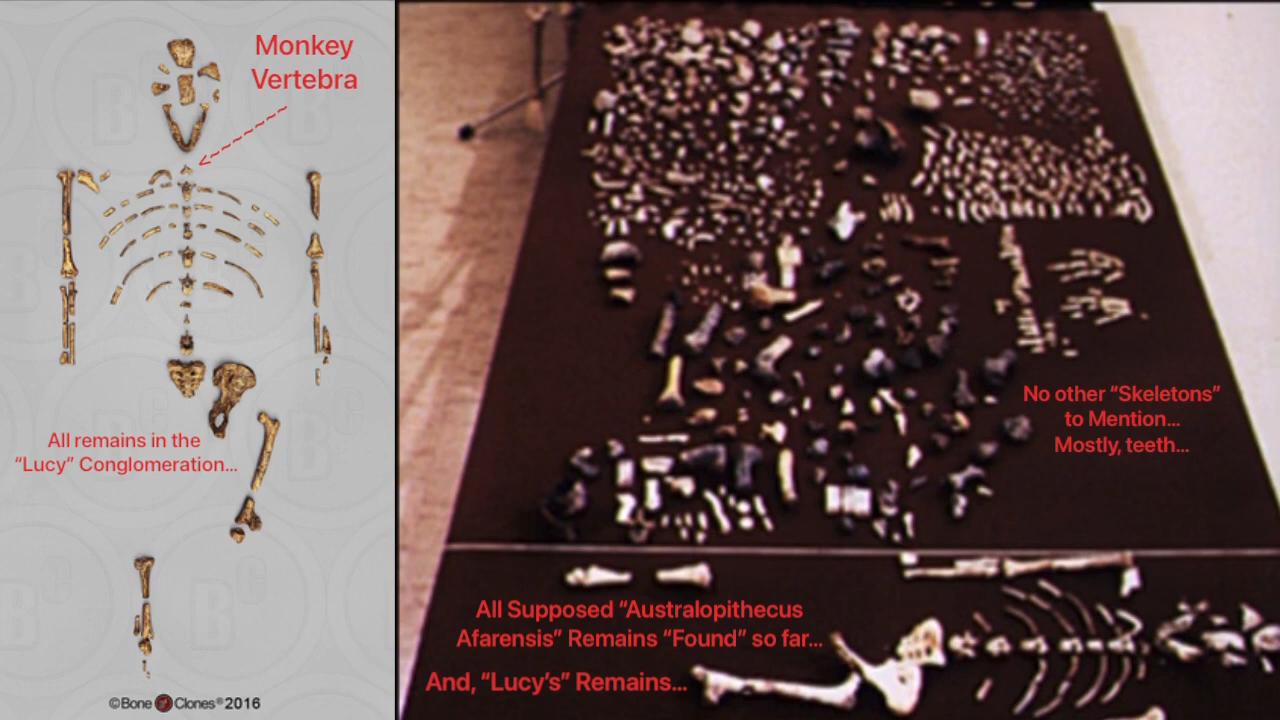 Monkey
Vertebra
All remains in the
“Lucy” Conglomeration...
©Bone Clones® 2016
No other “Skeletons”
to Mention...
Mostly, teeth...
All Supposed “Australopithecus
Afarensis” Remains “Found” so far...
And, “Lucy’s” Remains...